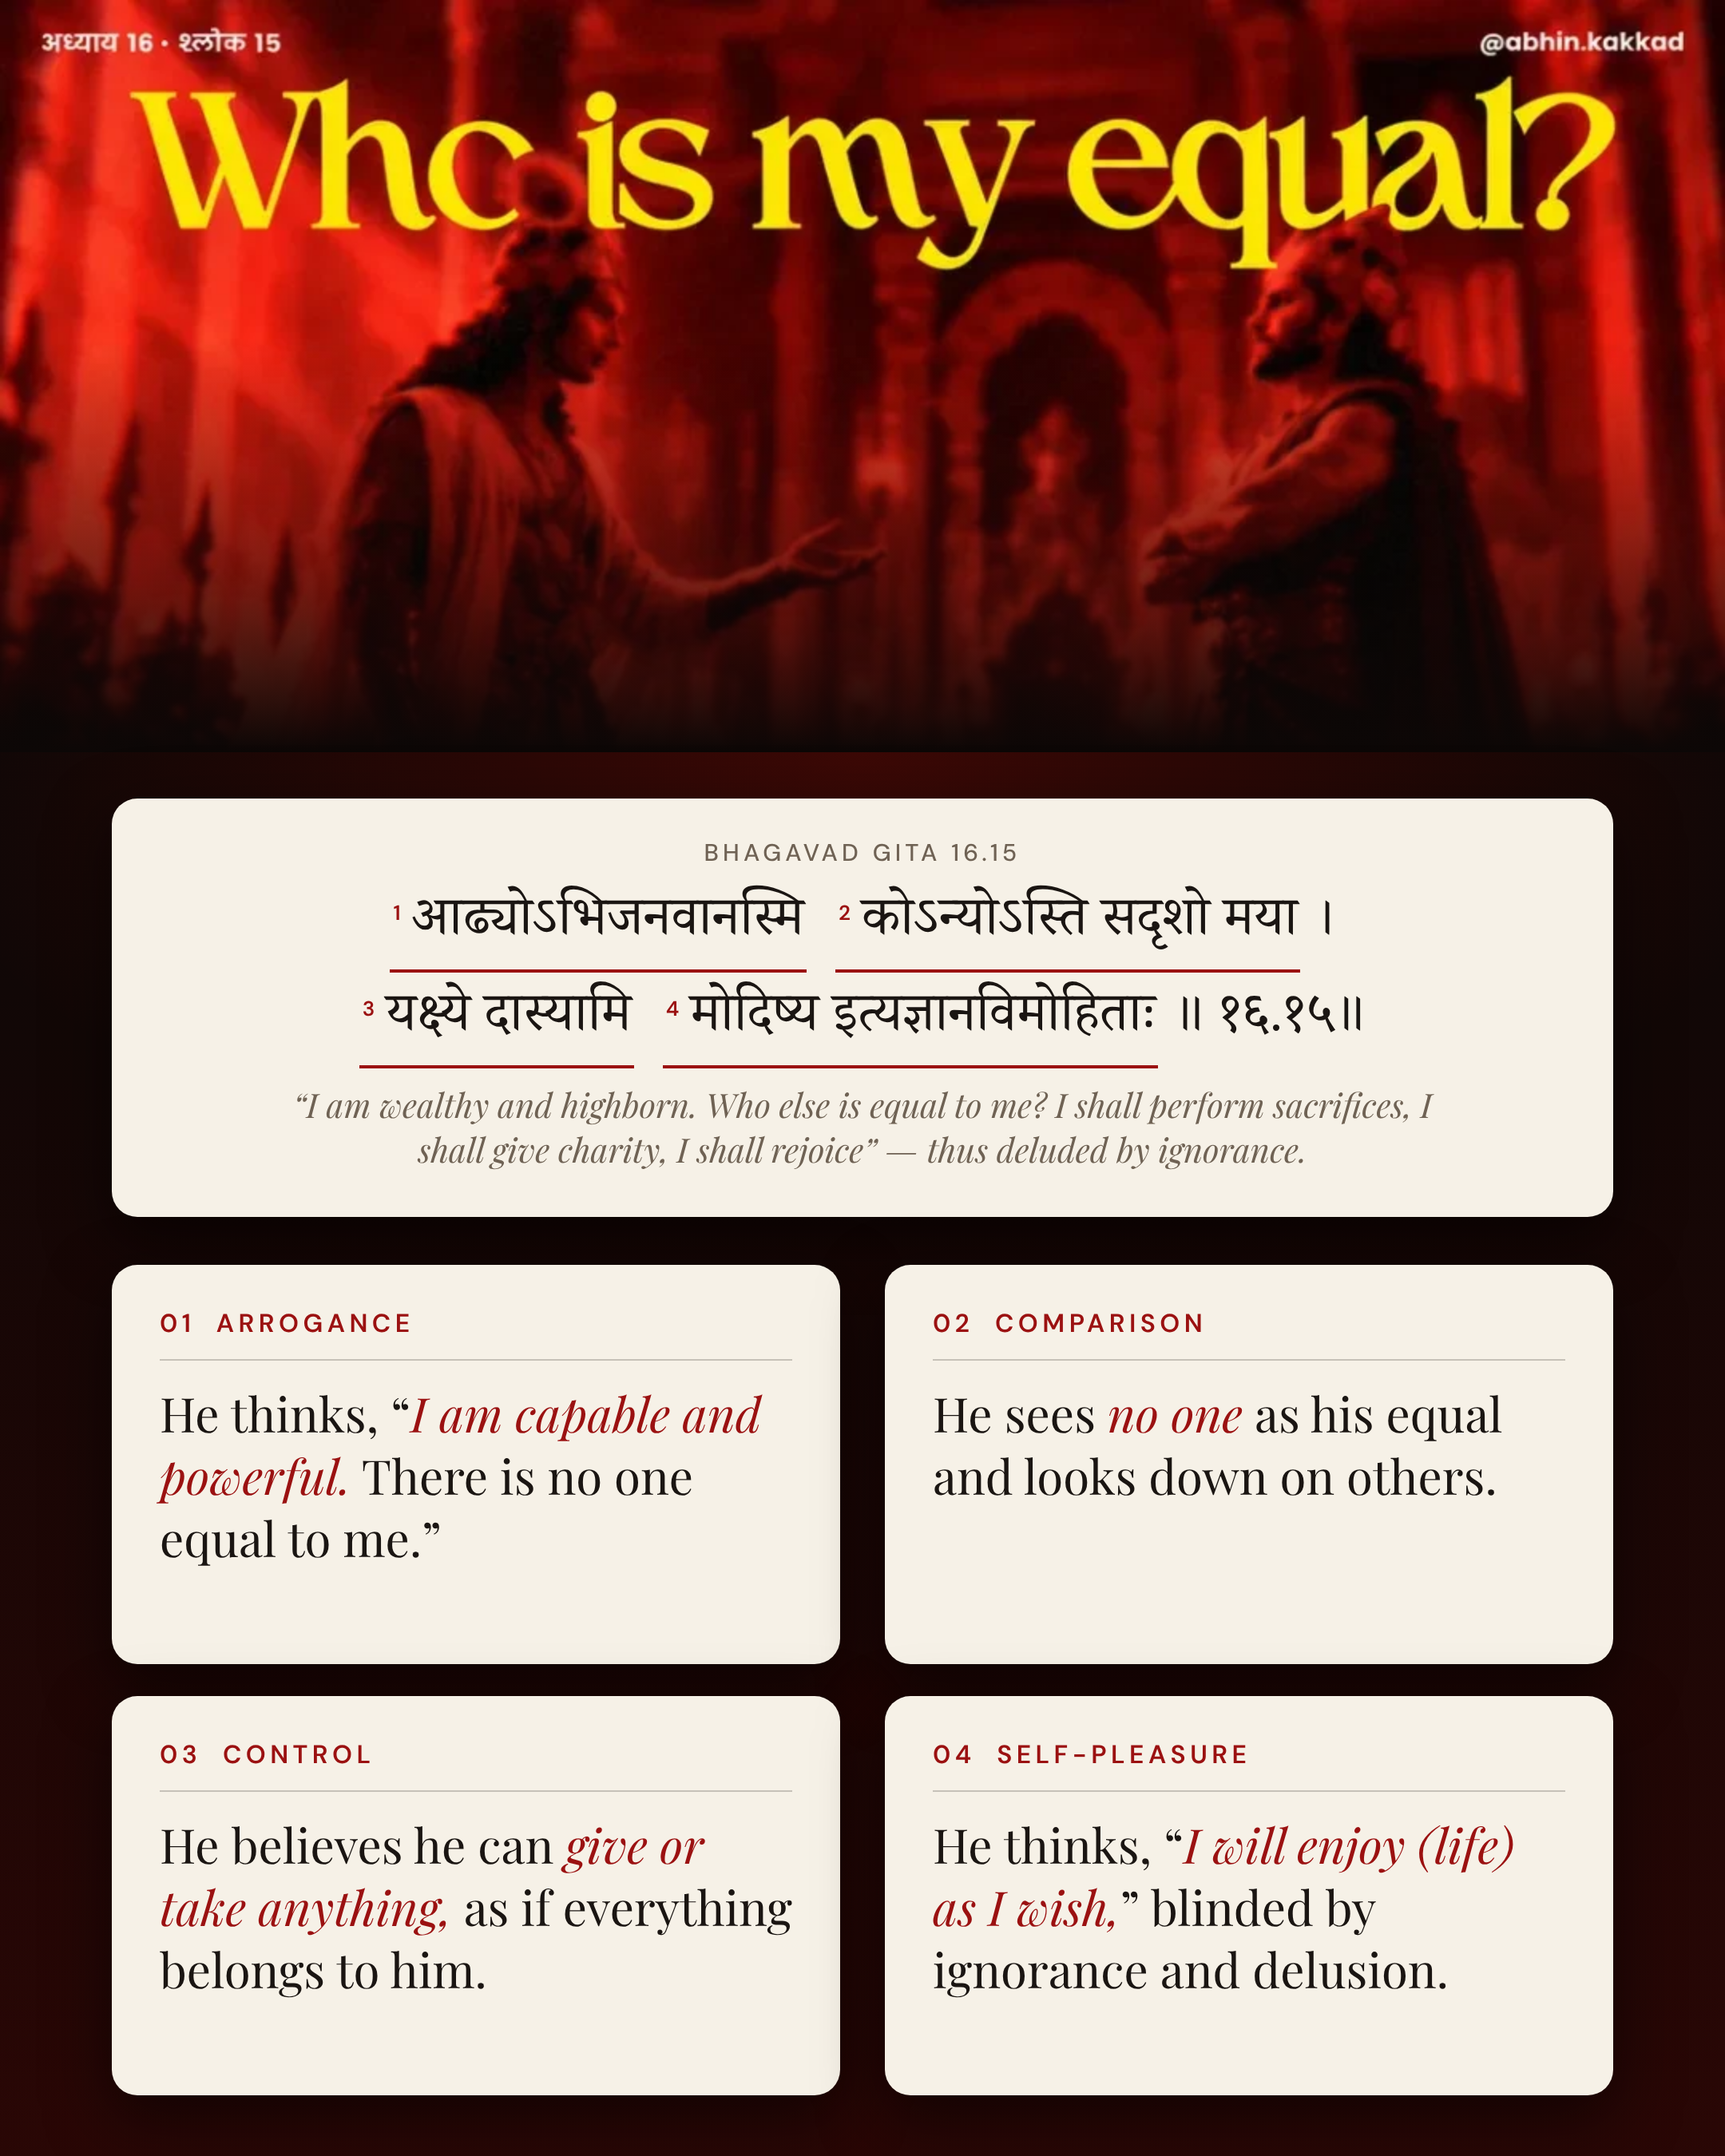 अध्याय 16 • श्लोक 15
@abhin.kakkad
Who is my equal?
BHAGAVAD GITA 16.15
1 आढ्योऽभिजनवानस्मि 2 कोऽन्योऽस्ति सदृशो मया ।
3 यक्ष्ये दास्यामि 4 मोदिष्य इत्यज्ञानविमोहिताः ॥ १६.१५॥
“I am wealthy and highborn. Who else is equal to me? I shall perform sacrifices, I
shall give charity, I shall rejoice” — thus deluded by ignorance.
01 ARROGANCE
He thinks, “I am capable and
powerful. There is no one
equal to me.”
02 COMPARISON
He sees no one as his equal
and looks down on others.
03 CONTROL
He believes he can give or
take anything, as if everything
belongs to him.
04 SELF-PLEASURE
He thinks, “I will enjoy (life)
as I wish,” blinded by
ignorance and delusion.